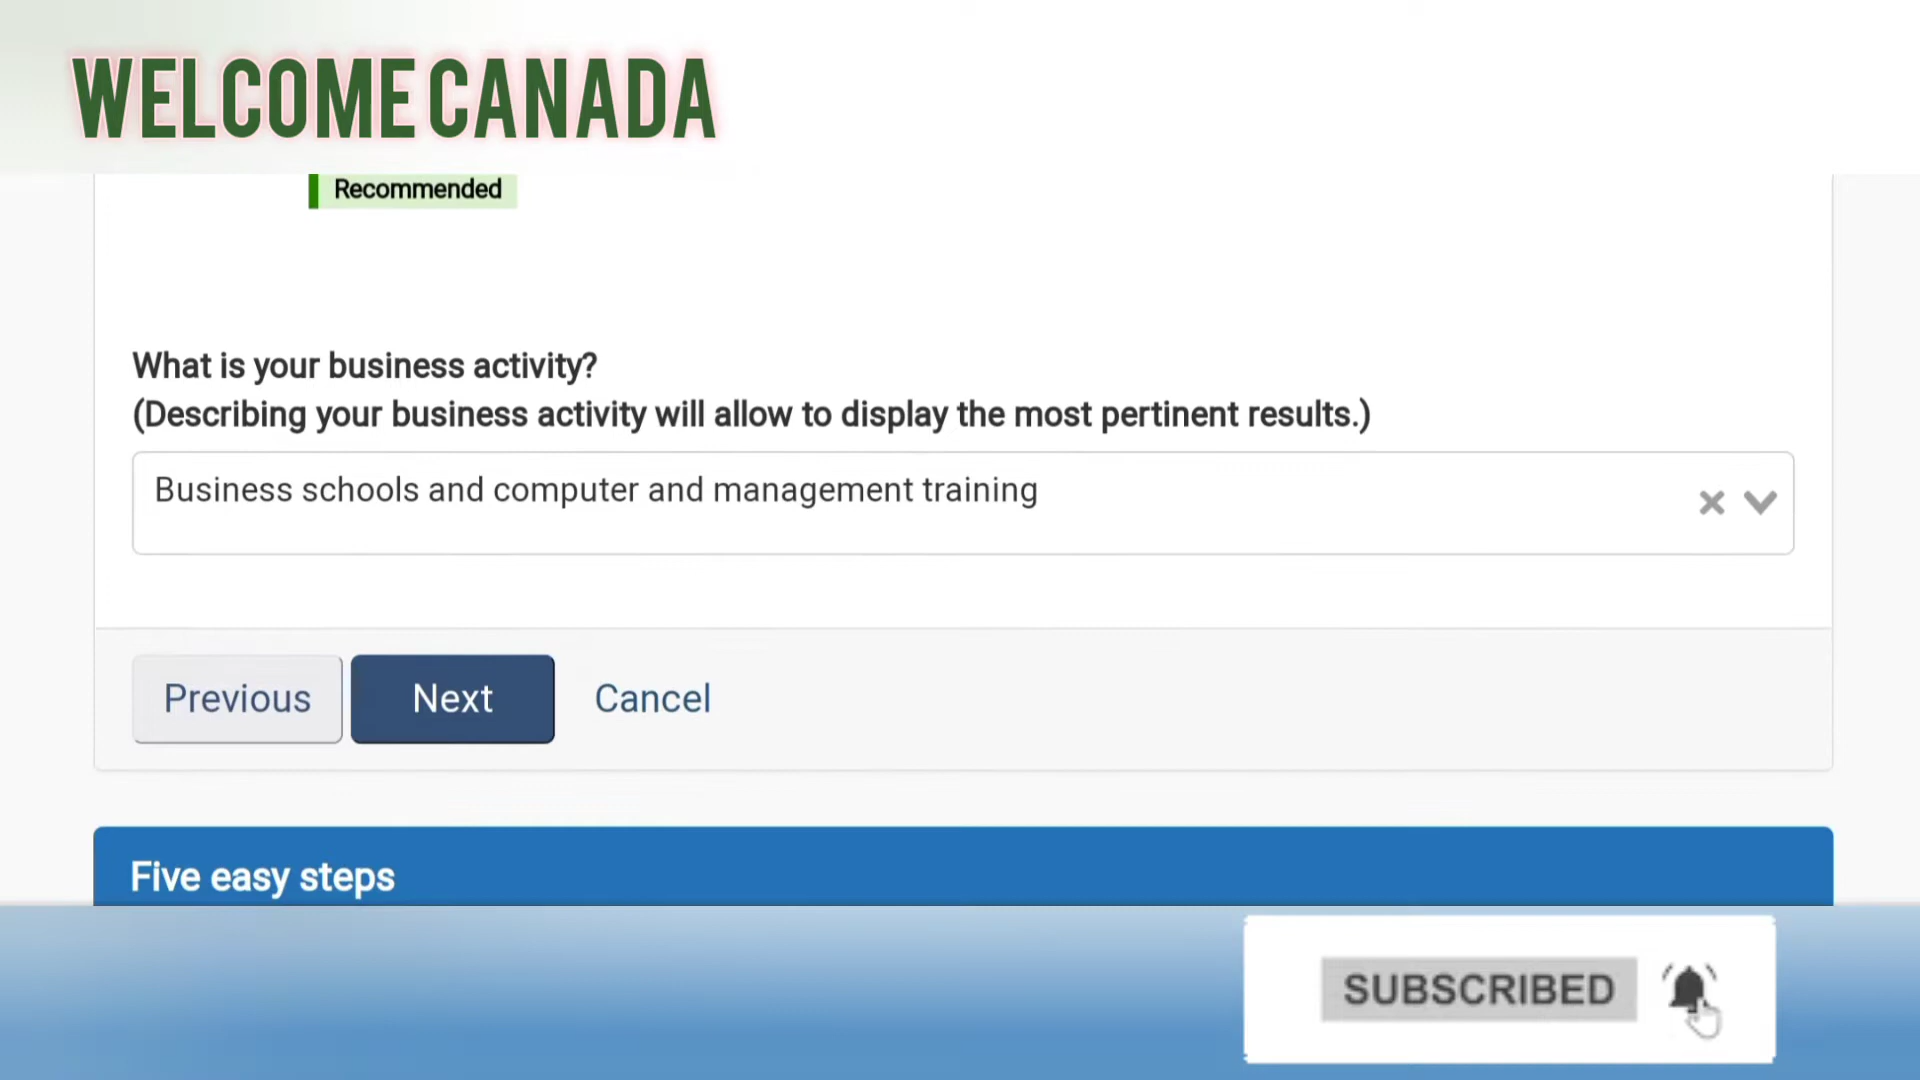 WELCOME CANADA
Recommended
What is your business activity?
(Describing your business activity will allow to display the most pertinent results.)
Business schools and computer and management training
Previous Next Cancel
Five easy steps
SUBSCRIBED